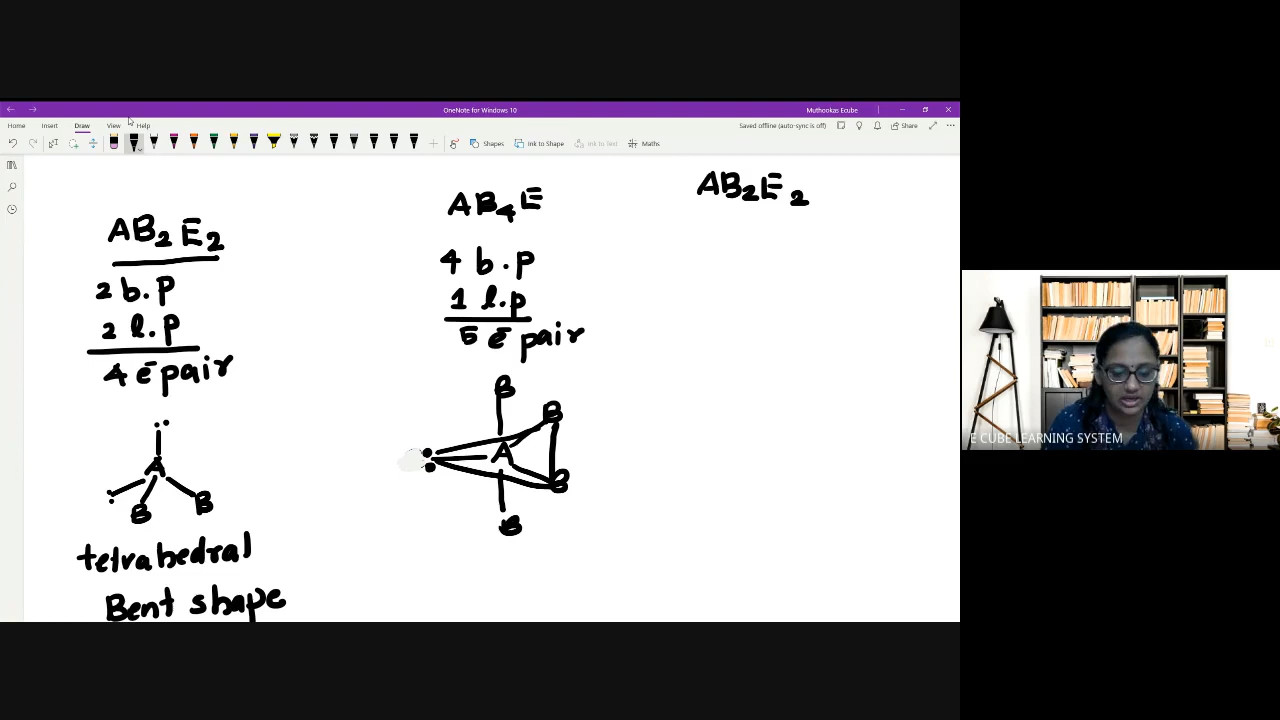 OneNote for Windows 10
Muthookas Ecube
Home Insert Draw View Help
Saved offline (auto-sync is off)
Share
Shapes Ink to Shape Ink to Text Maths
AB2E2
2 b.p
2 l.p
4 ē pair
A
B B
tetrahedral
Bent shape
AB4E
4 b.p
1 l.p
5 ē pair
B
B
A
B
B
AB2E2
E CUBE LEARNING SYSTEM